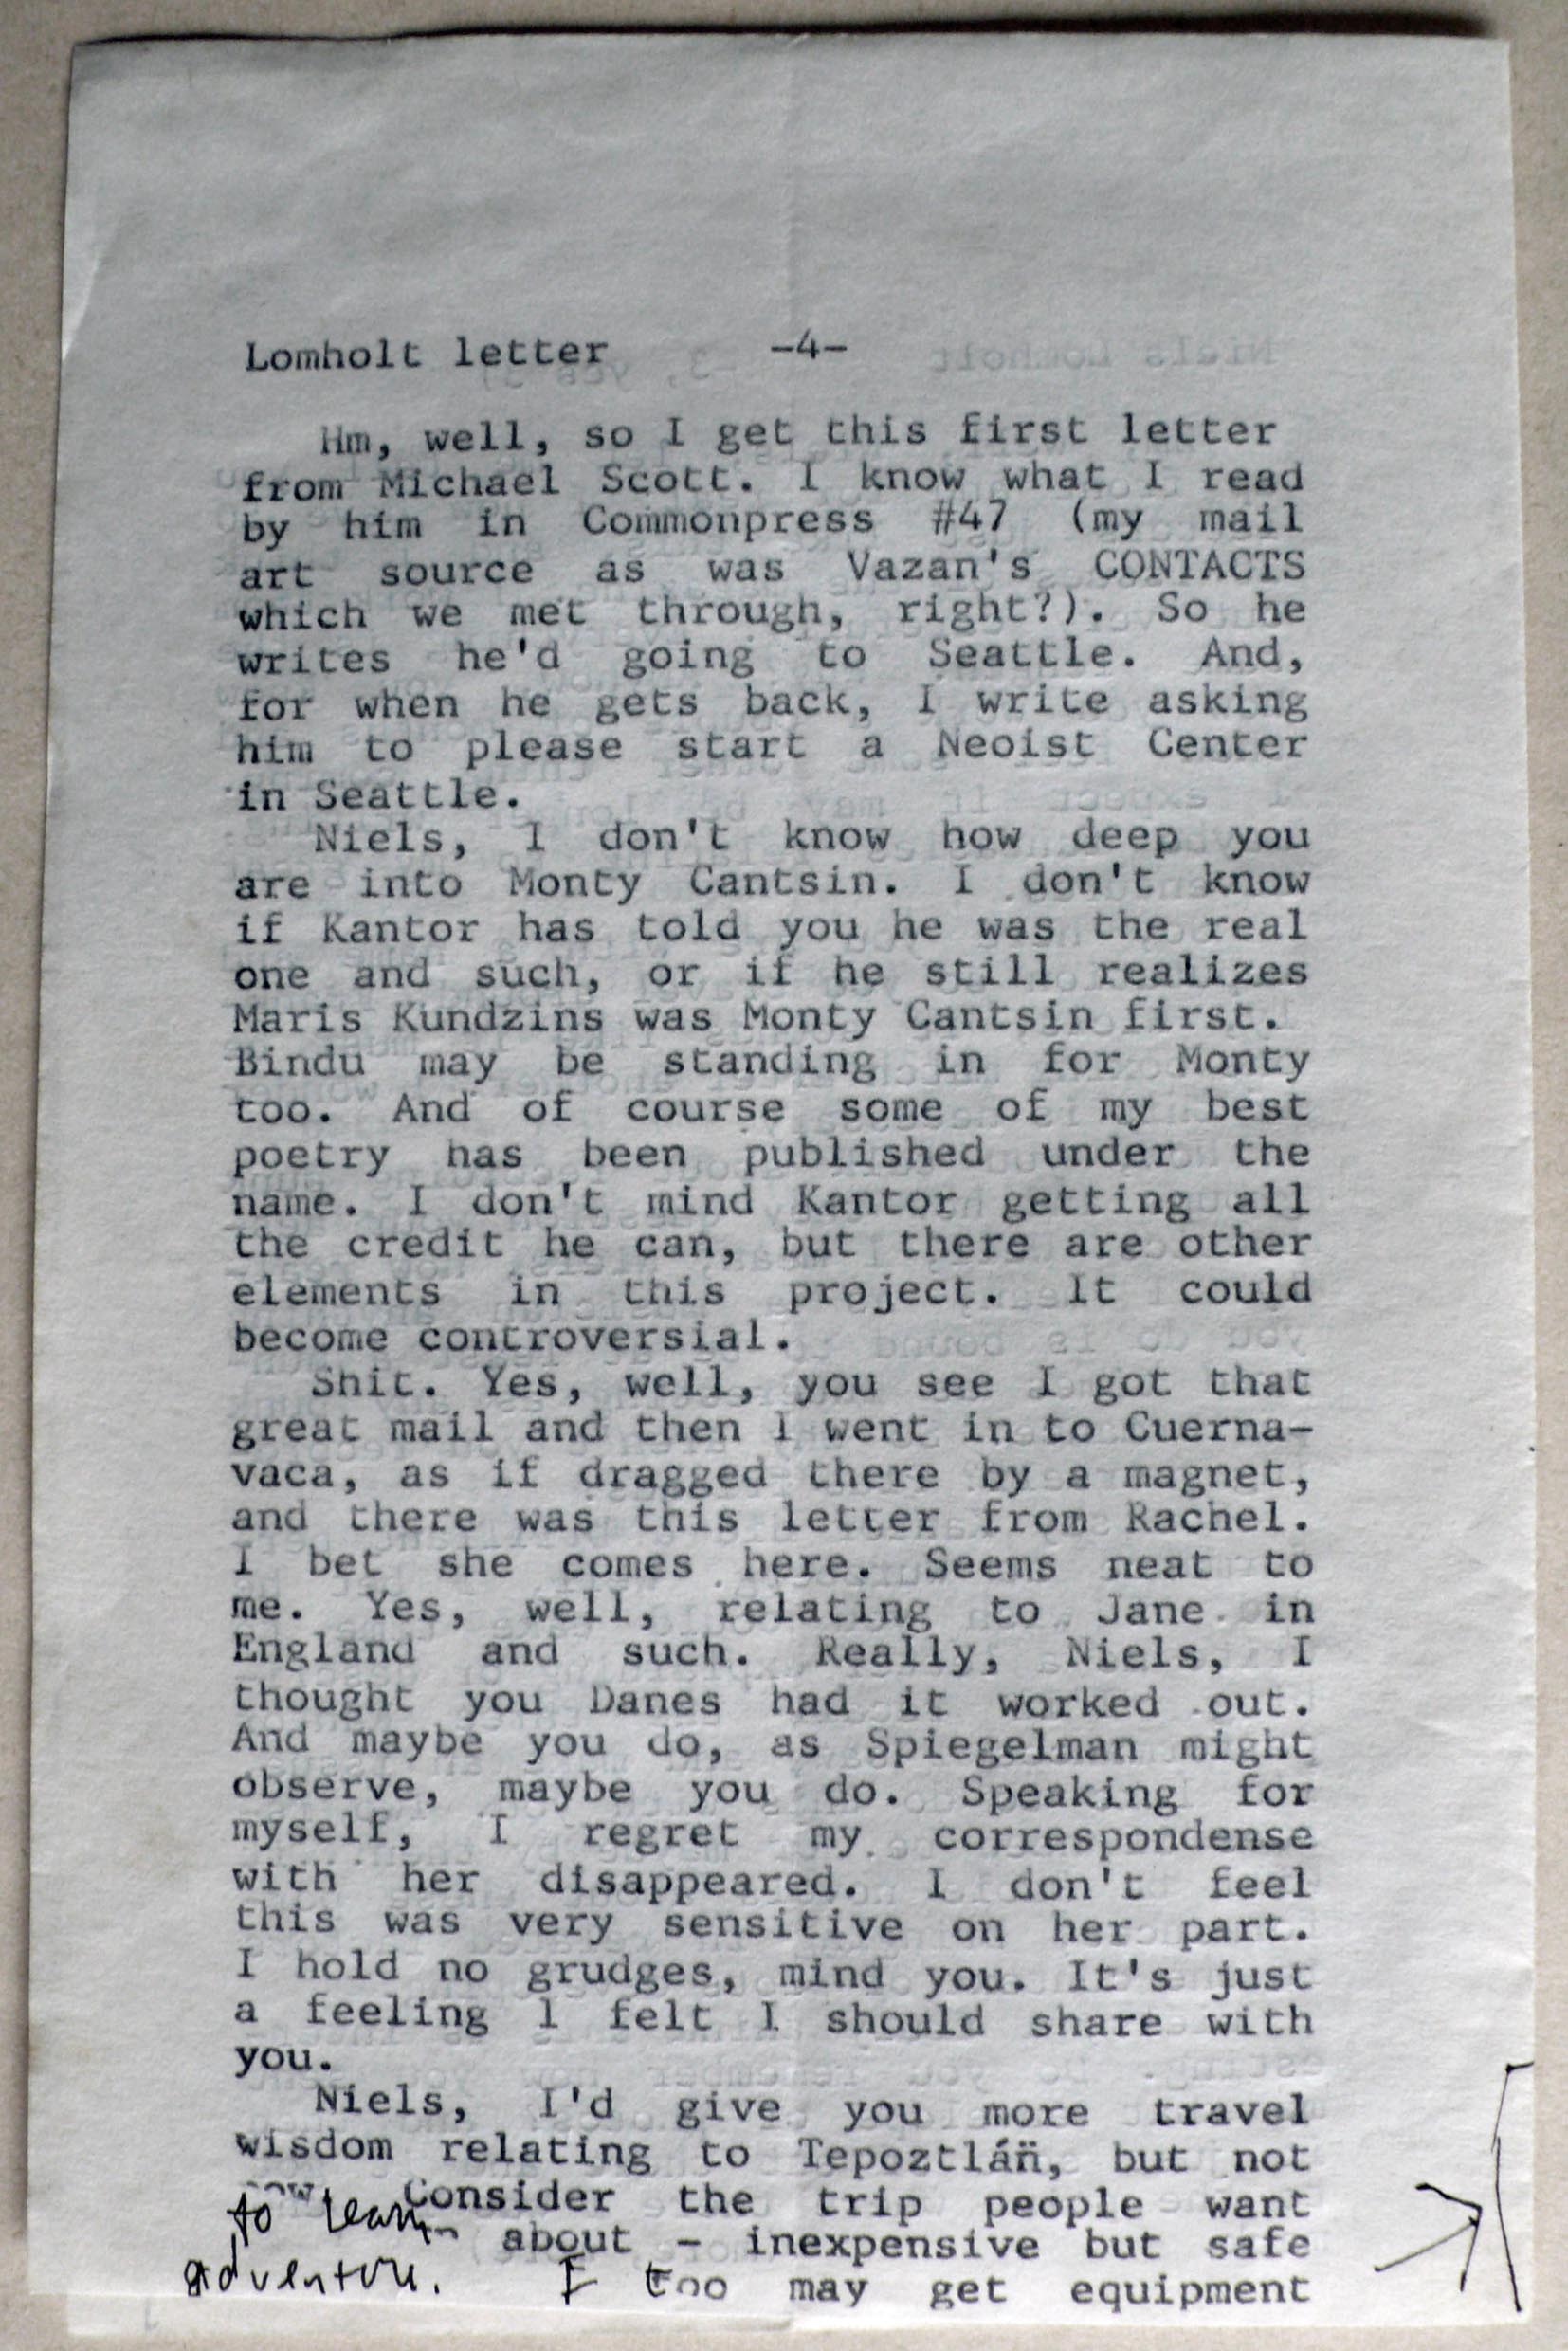 Lomholt letter -4-
Hm, well, so I get this first letter
from Michael Scott. I know what I read
by him in Commonpress #47 (my mail
art source as was Vazan's CONTACTS
which we met through, right?). So he
writes he'd going to Seattle. And,
for when he gets back, I write asking
him to please start a Neoist Center
in Seattle.
Niels, I don't know how deep you
are into Monty Cantsin. I don't know
if Kantor has told you he was the real
one and such, or if he still realizes
Maris Kundzins was Monty Cantsin first.
Bindu may be standing in for Monty
too. And of course some of my best
poetry has been published under the
name. I don't mind Kantor getting all
the credit he can, but there are other
elements in this project. It could
become controversial.
Shit. Yes, well, you see I got that
great mail and then I went in to Cuerna-
vaca, as if dragged there by a magnet,
and there was this letter from Rachel.
I bet she comes here. Seems neat to
me. Yes, well, relating to Jane in
England and such. Really, Niels, I
thought you Danes had it worked out.
And maybe you do, as Spiegelman might
observe, maybe you do. Speaking for
myself, I regret my correspondense
with her disappeared. I don't feel
this was very sensitive on her part.
I hold no grudges, mind you. It's just
a feeling I felt I should share with
you.
Niels, I'd give you more travel
wisdom relating to Tepoztlán̈, but not
now. Consider the trip people want
to learn about - inexpensive but safe
adventure. I too may get equipment